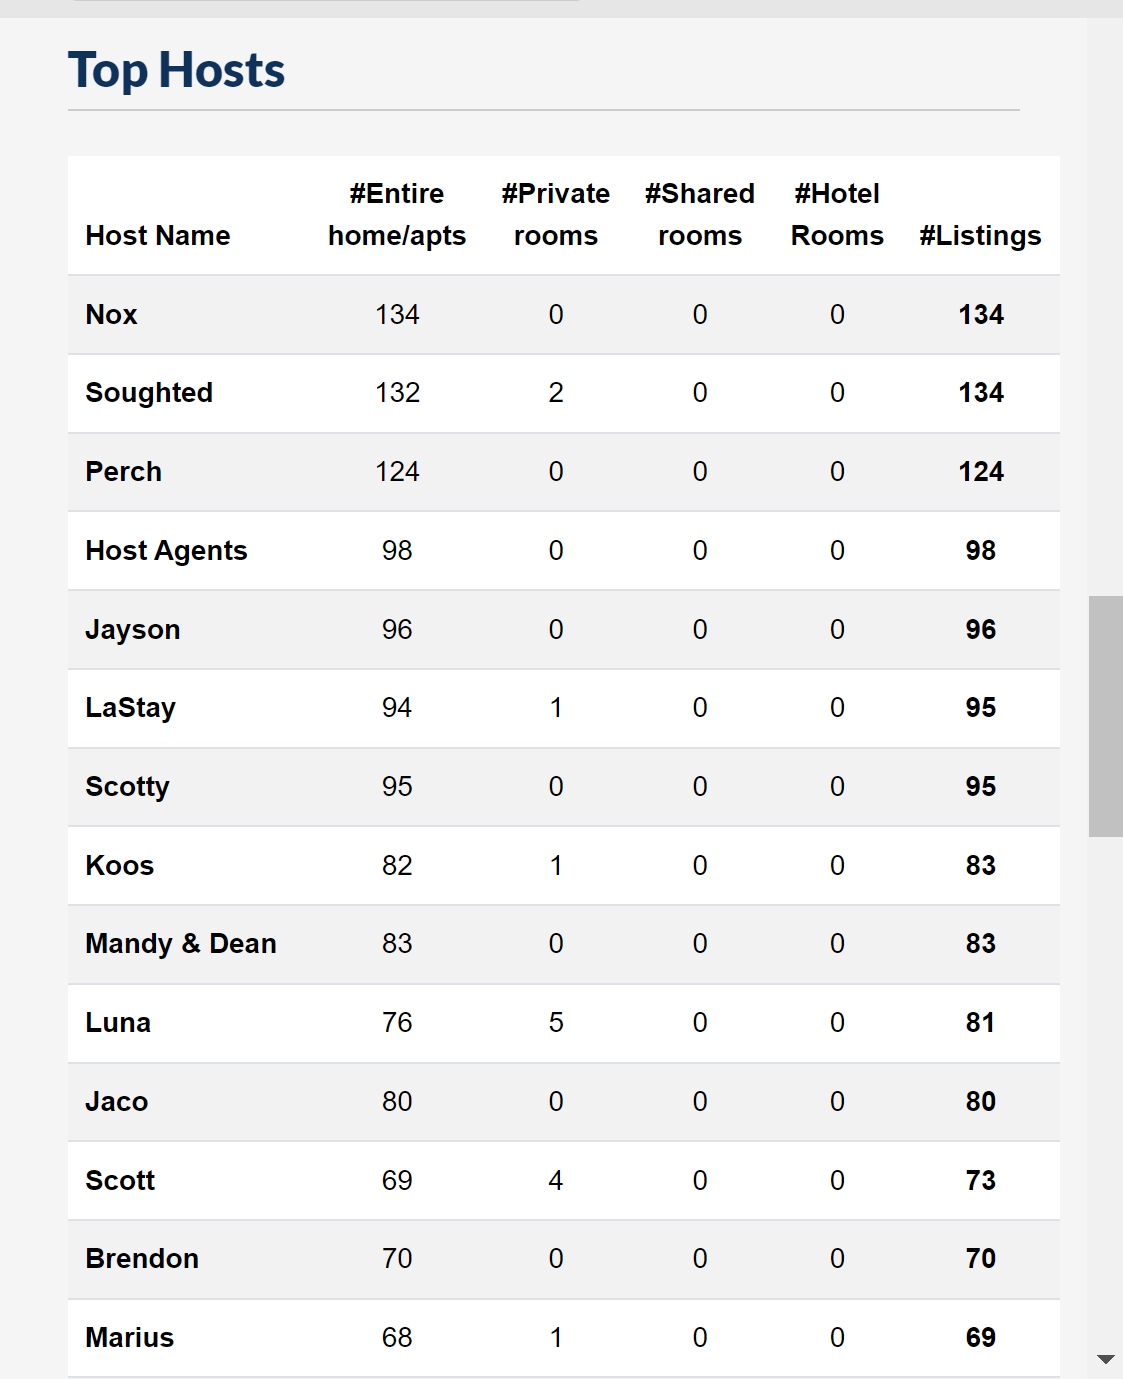 Top Hosts
Host Name #Entire home/apts #Private rooms #Shared rooms #Hotel Rooms #Listings
Nox 134 0 0 0 134
Soughted 132 2 0 0 134
Perch 124 0 0 0 124
Host Agents 98 0 0 0 98
Jayson 96 0 0 0 96
LaStay 94 1 0 0 95
Scotty 95 0 0 0 95
Koos 82 1 0 0 83
Mandy & Dean 83 0 0 0 83
Luna 76 5 0 0 81
Jaco 80 0 0 0 80
Scott 69 4 0 0 73
Brendon 70 0 0 0 70
Marius 68 1 0 0 69